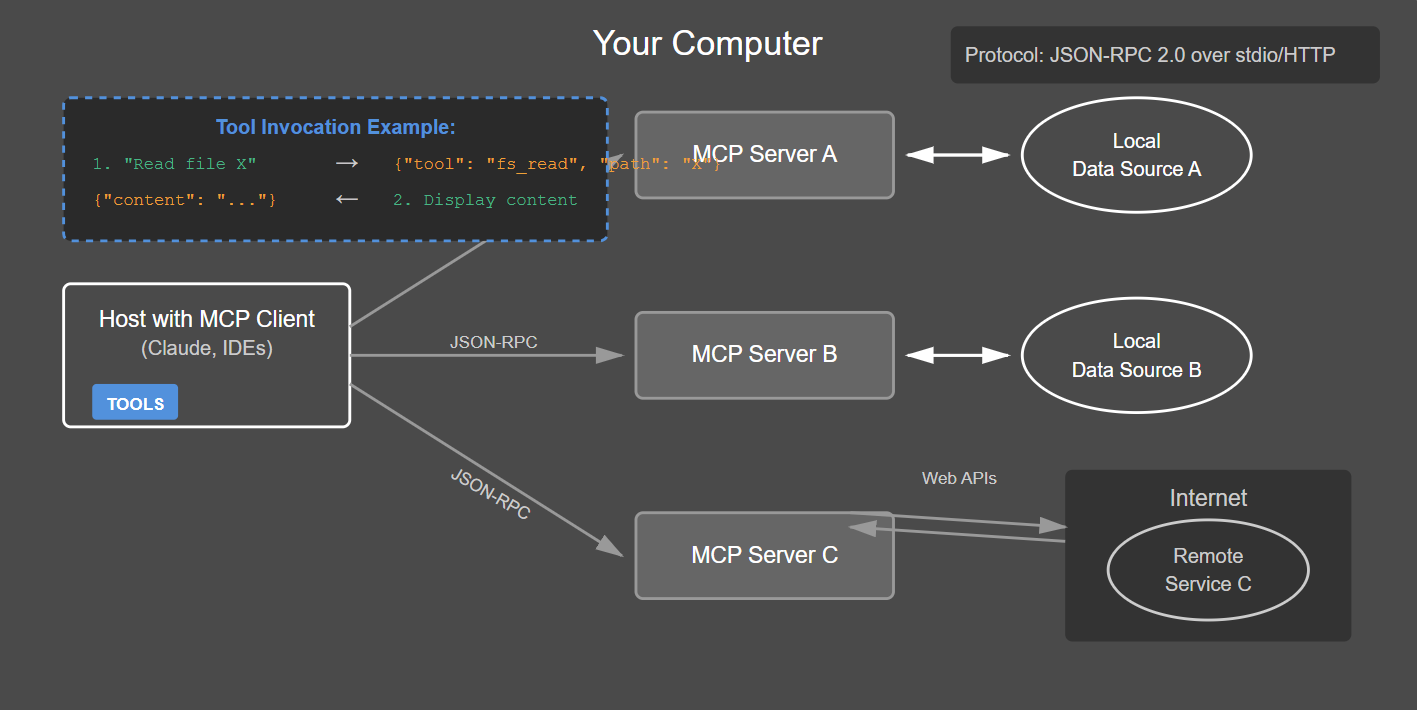 Your Computer
Protocol: JSON-RPC 2.0 over stdio/HTTP
Tool Invocation Example:
1. "Read file X" → {"tool": "fs_read", "path": "X"}
{"content": "..."} ← 2. Display content
MCP Server A
Local
Data Source A
Host with MCP Client
(Claude, IDEs)
TOOLS
JSON-RPC
MCP Server B
Local
Data Source B
JSON-RPC
MCP Server C
Web APIs
Internet
Remote
Service C